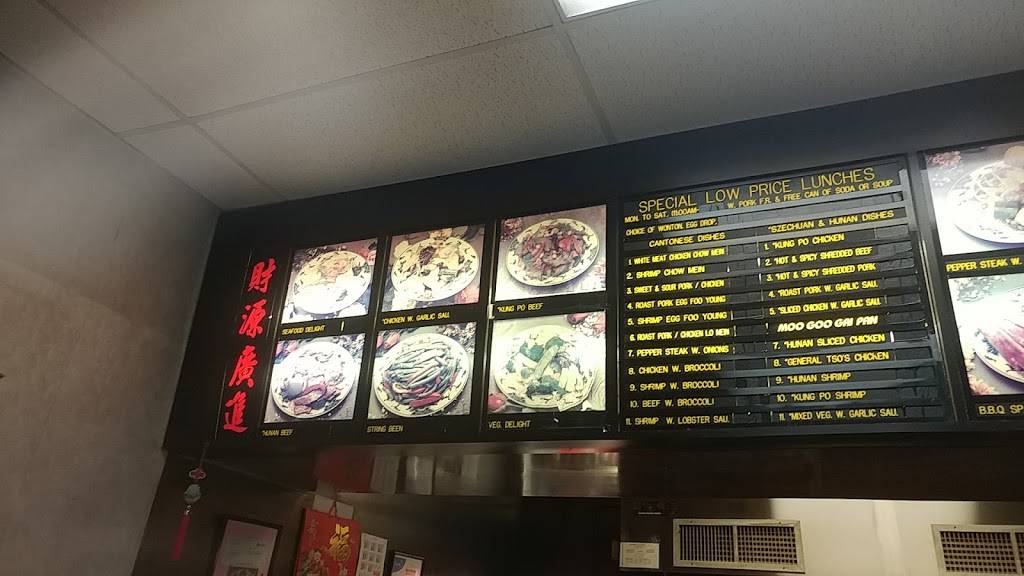 財源廣進
SEAFOOD DELIGHT
"CHICKEN W. GARLIC SAU.
"KUNG PO BEEF
"HUNAN BEEF
STRING BEEN
VEG. DELIGHT
SPECIAL LOW PRICE LUNCHES
MON. TO SAT. 11:00AM- W. PORK F.R. & FREE CAN OF SODA OR SOUP
CHOICE OF WONTON, EGG DROP.
CANTONESE DISHES
1. WHITE MEAT CHICKEN CHOW MEIN
2. SHRIMP CHOW MEIN
3. SWEET & SOUR PORK / CHICKEN
4. ROAST PORK EGG FOO YOUNG
5. SHRIMP EGG FOO YOUNG
6. ROAST PORK / CHICKEN LO MEIN
7. PEPPER STEAK W. ONIONS
8. CHICKEN W. BROCCOLI
9. SHRIMP W. BROCCOLI
10. BEEF W. BROCCOLI
11. SHRIMP W. LOBSTER SAU.
"SZECHUAN & HUNAN DISHES
1. "KUNG PO CHICKEN
2. "HOT & SPICY SHREDDED BEEF
3. "HOT & SPICY SHREDDED PORK
4. "ROAST PORK W. GARLIC SAU.
5. "SLICED CHICKEN W. GARLIC SAU.
MOO GOO GAI PAN
7. "HUNAN SLICED CHICKEN
8. "GENERAL TSO'S CHICKEN
9. "HUNAN SHRIMP
10. "KUNG PO SHRIMP
11. "MIXED VEG. W. GARLIC SAU.
PEPPER STEAK W.
B.B.Q SP
福